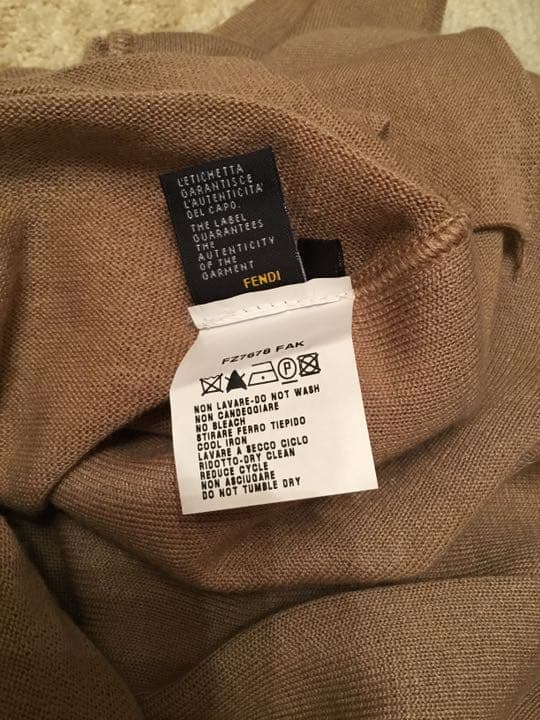 L'ETICHETTA
GARANTISCE
L'AUTENTICITA'
DEL CAPO.
THE LABEL
GUARANTEES
THE
AUTENTICITY
OF THE
GARMENT
FENDI
FZ7678 FAK
P
NON LAVARE-DO NOT WASH
NON CANDEGGIARE
NO BLEACH
STIRARE FERRO TIEPIDO
COOL IRON
LAVARE A SECCO CICLO
RIDOTTO-DRY CLEAN
REDUCE CYCLE
NON ASCIUGARE
DO NOT TUMBLE DRY